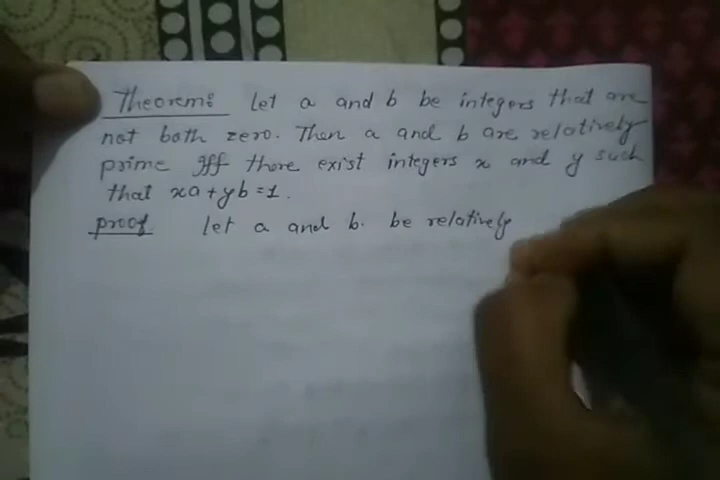 Theorem: Let a and b be integers that are
not both zero. Then a and b are relatively
prime iff there exist integers x and y such
that xa+yb=1.
proof. Let a and b. be relatively